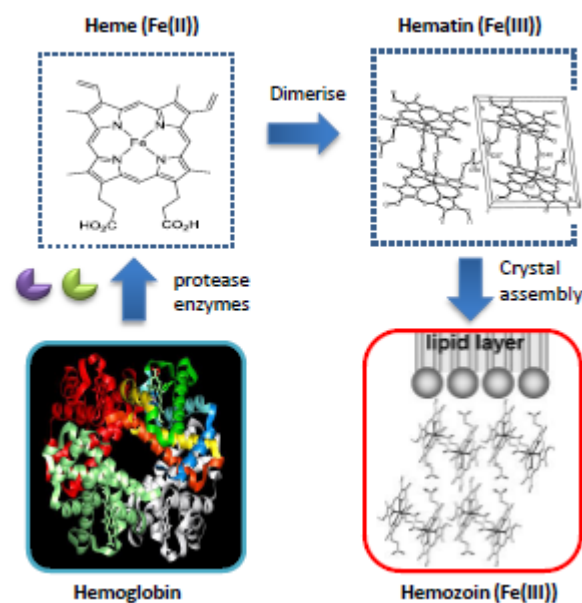 Heme (Fe(II))
Hematin (Fe(III))
Dimerise
N
N
N
N
Fe
HO₂C
CO₂H
protease
enzymes
Crystal
assembly
lipid layer
Hemoglobin
Hemozoin (Fe(III))